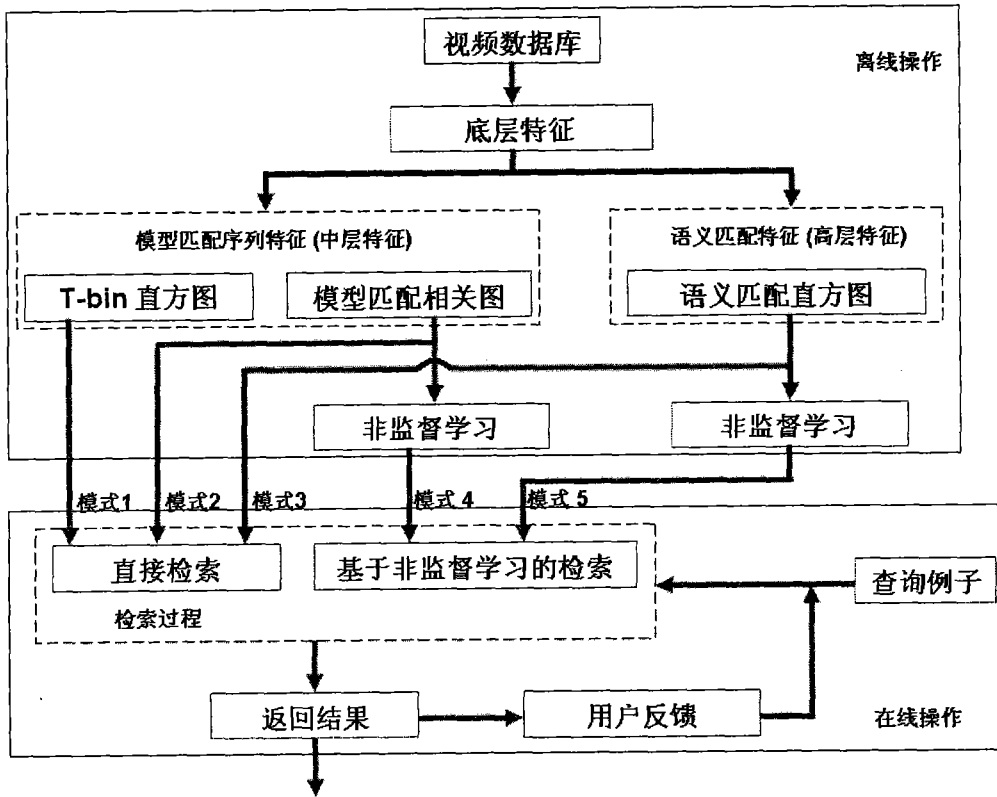 视频数据库
离线操作
底层特征
模型匹配序列特征 (中层特征)
语义匹配特征 (高层特征)
T-bin 直方图
模型匹配相关图
语义匹配直方图
非监督学习
非监督学习
模式1
模式2
模式3
模式 4
模式 5
直接检索
基于非监督学习的检索
查询例子
检索过程
返回结果
用户反馈
在线操作